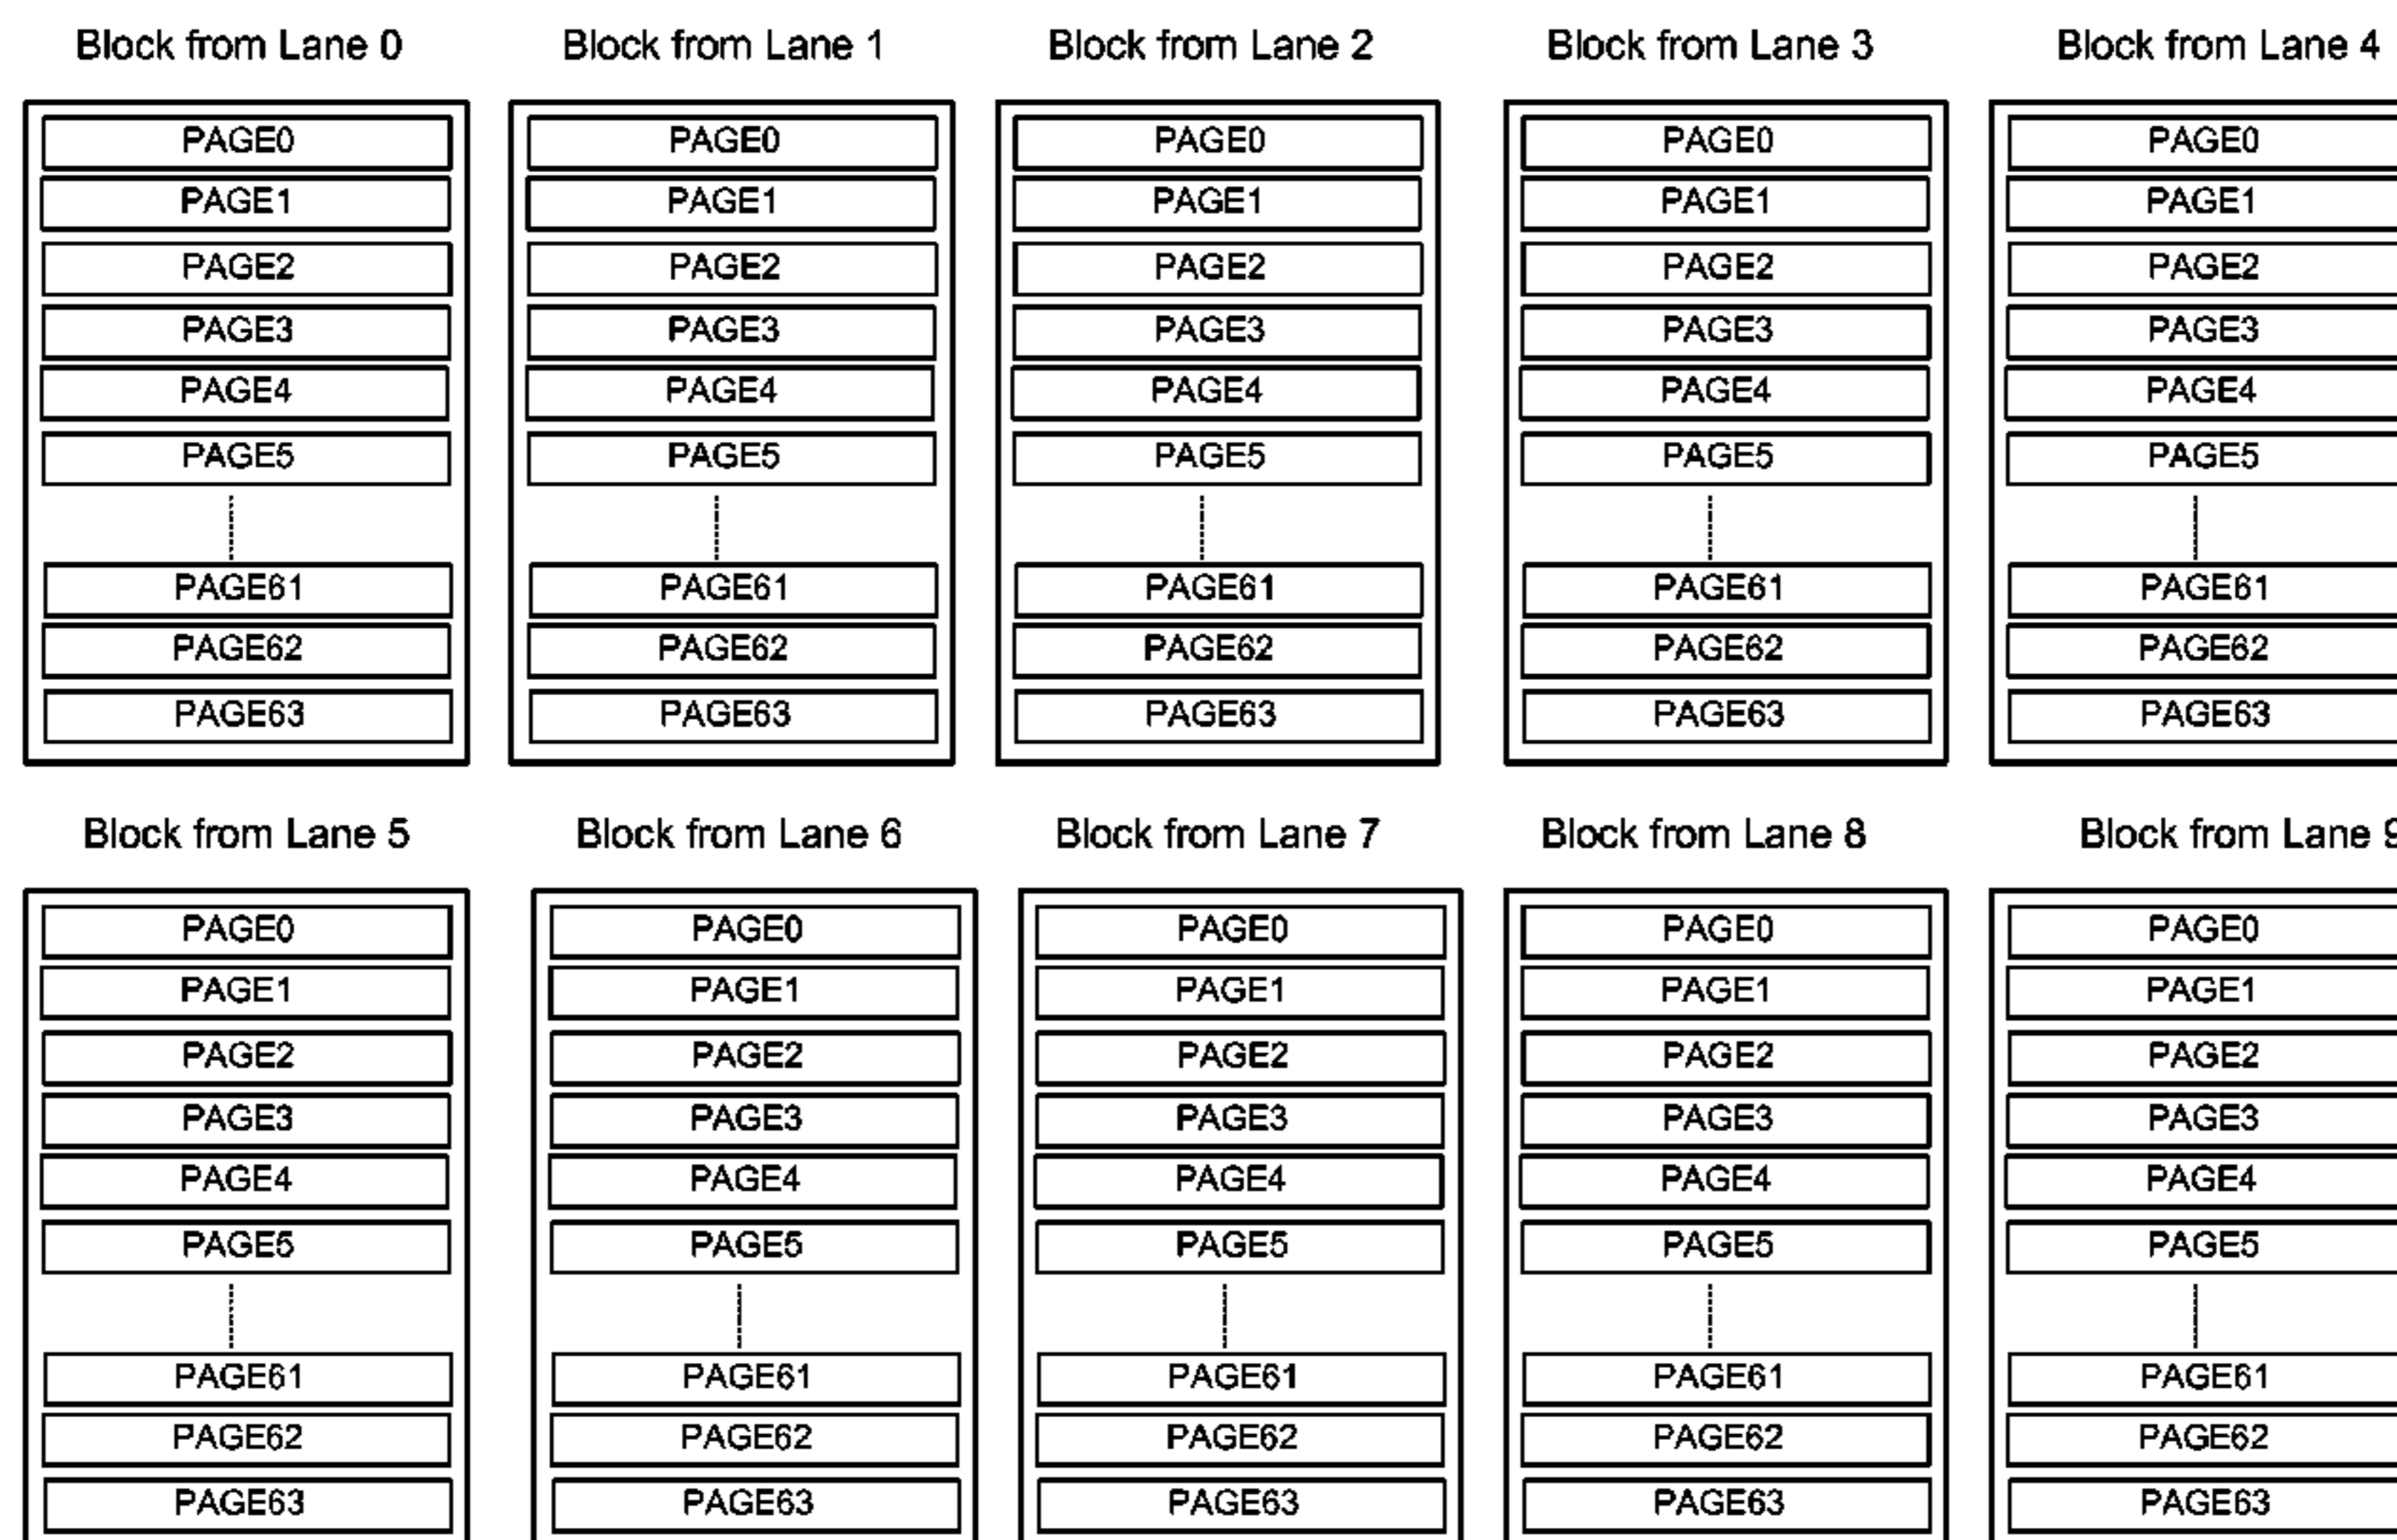 Block from Lane 0 Block from Lane 1 Block from Lane 2 Block from Lane 3 Block from Lane 4
PAGE0 PAGE0 PAGE0 PAGE0 PAGE0
PAGE1 PAGE1 PAGE1 PAGE1 PAGE1
PAGE2 PAGE2 PAGE2 PAGE2 PAGE2
PAGE3 PAGE3 PAGE3 PAGE3 PAGE3
PAGE4 PAGE4 PAGE4 PAGE4 PAGE4
PAGE5 PAGE5 PAGE5 PAGE5 PAGE5
PAGE61 PAGE61 PAGE61 PAGE61 PAGE61
PAGE62 PAGE62 PAGE62 PAGE62 PAGE62
PAGE63 PAGE63 PAGE63 PAGE63 PAGE63
Block from Lane 5 Block from Lane 6 Block from Lane 7 Block from Lane 8 Block from Lane 9
PAGE0 PAGE0 PAGE0 PAGE0 PAGE0
PAGE1 PAGE1 PAGE1 PAGE1 PAGE1
PAGE2 PAGE2 PAGE2 PAGE2 PAGE2
PAGE3 PAGE3 PAGE3 PAGE3 PAGE3
PAGE4 PAGE4 PAGE4 PAGE4 PAGE4
PAGE5 PAGE5 PAGE5 PAGE5 PAGE5
PAGE61 PAGE61 PAGE61 PAGE61 PAGE61
PAGE62 PAGE62 PAGE62 PAGE62 PAGE62
PAGE63 PAGE63 PAGE63 PAGE63 PAGE63